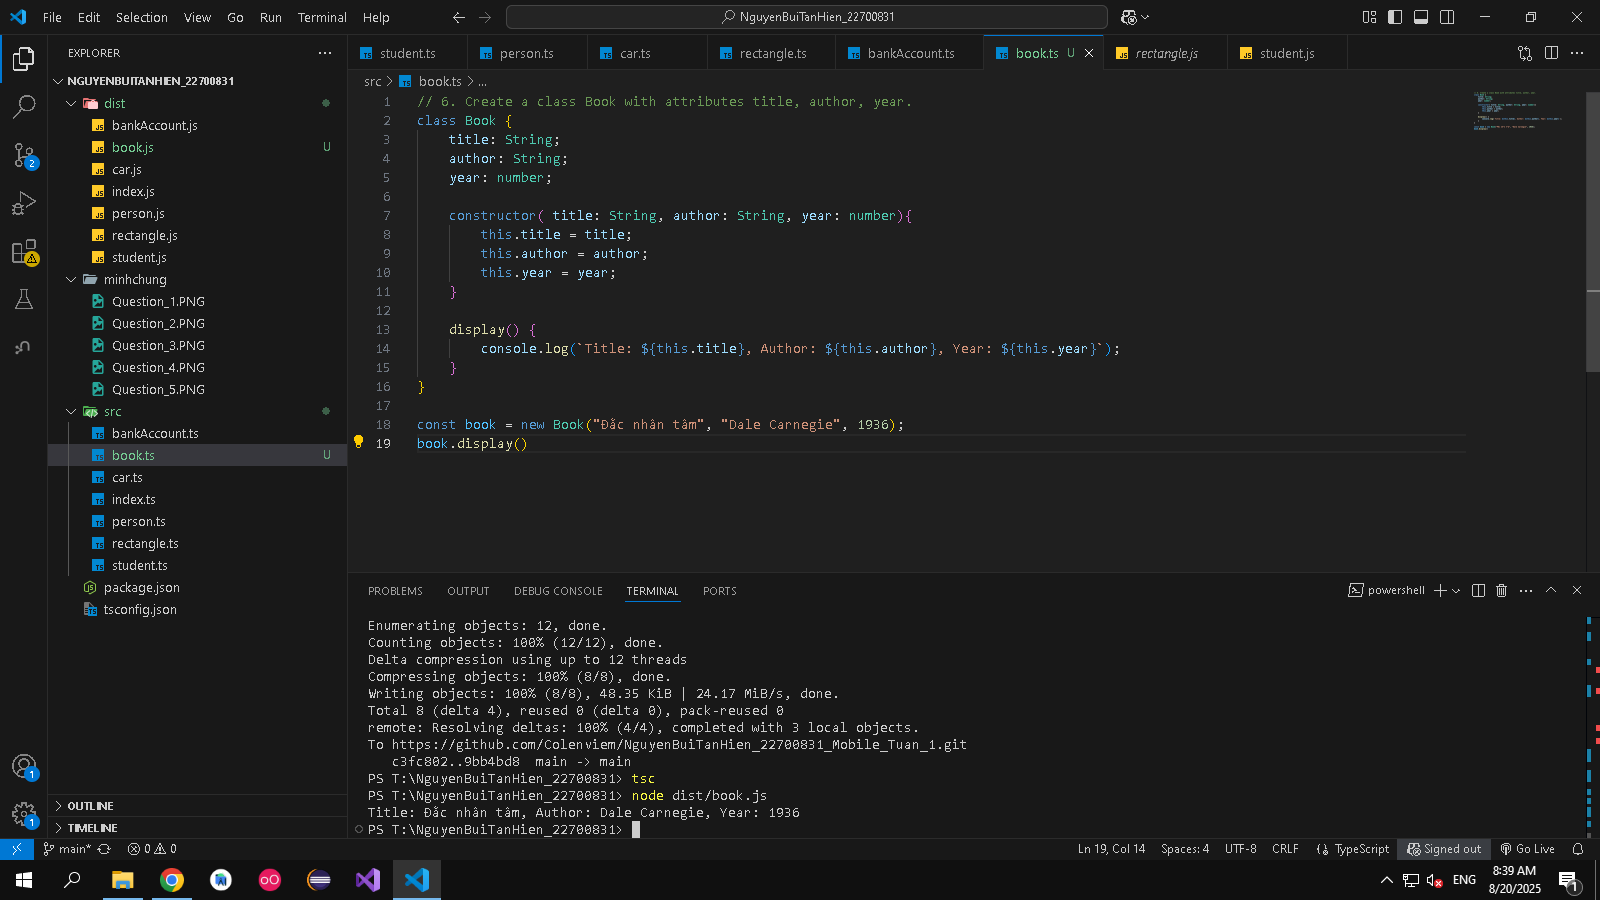 File Edit Selection View Go Run Terminal Help
NguyenBuiTanHien_22700831
EXPLORER
student.ts
person.ts
car.ts
rectangle.ts
bankAccount.ts
book.ts U
rectangle.js
student.js
NGUYENBUITANHIEN_22700831
dist
bankAccount.js
book.js U
car.js
index.js
person.js
rectangle.js
student.js
minhchung
Question_1.PNG
Question_2.PNG
Question_3.PNG
Question_4.PNG
Question_5.PNG
src
bankAccount.ts
book.ts U
car.ts
index.ts
person.ts
rectangle.ts
student.ts
package.json
tsconfig.json
OUTLINE
TIMELINE
2
1
1
src > book.ts > ...
1 // 6. Create a class Book with attributes title, author, year.
2 class Book {
3 title: String;
4 author: String;
5 year: number;
6
7 constructor( title: String, author: String, year: number){
8 this.title = title;
9 this.author = author;
10 this.year = year;
11 }
12
13 display() {
14 console.log(`Title: ${this.title}, Author: ${this.author}, Year: ${this.year}`);
15 }
16 }
17
18 const book = new Book("Đắc nhân tâm", "Dale Carnegie", 1936);
19 book.display()
PROBLEMS OUTPUT DEBUG CONSOLE TERMINAL PORTS
powershell
Enumerating objects: 12, done.
Counting objects: 100% (12/12), done.
Delta compression using up to 12 threads
Compressing objects: 100% (8/8), done.
Writing objects: 100% (8/8), 48.35 KiB | 24.17 MiB/s, done.
Total 8 (delta 4), reused 0 (delta 0), pack-reused 0
remote: Resolving deltas: 100% (4/4), completed with 3 local objects.
To https://github.com/Colenviem/NguyenBuiTanHien_22700831_Mobile_Tuan_1.git
c3fc802..9bb4bd8 main -> main
PS T:\NguyenBuiTanHien_22700831> tsc
PS T:\NguyenBuiTanHien_22700831> node dist/book.js
Title: Đắc nhân tâm, Author: Dale Carnegie, Year: 1936
PS T:\NguyenBuiTanHien_22700831>
main* 0 0
Ln 19, Col 14 Spaces: 4 UTF-8 CRLF TypeScript Signed out Go Live
ENG
8:39 AM
8/20/2025
1